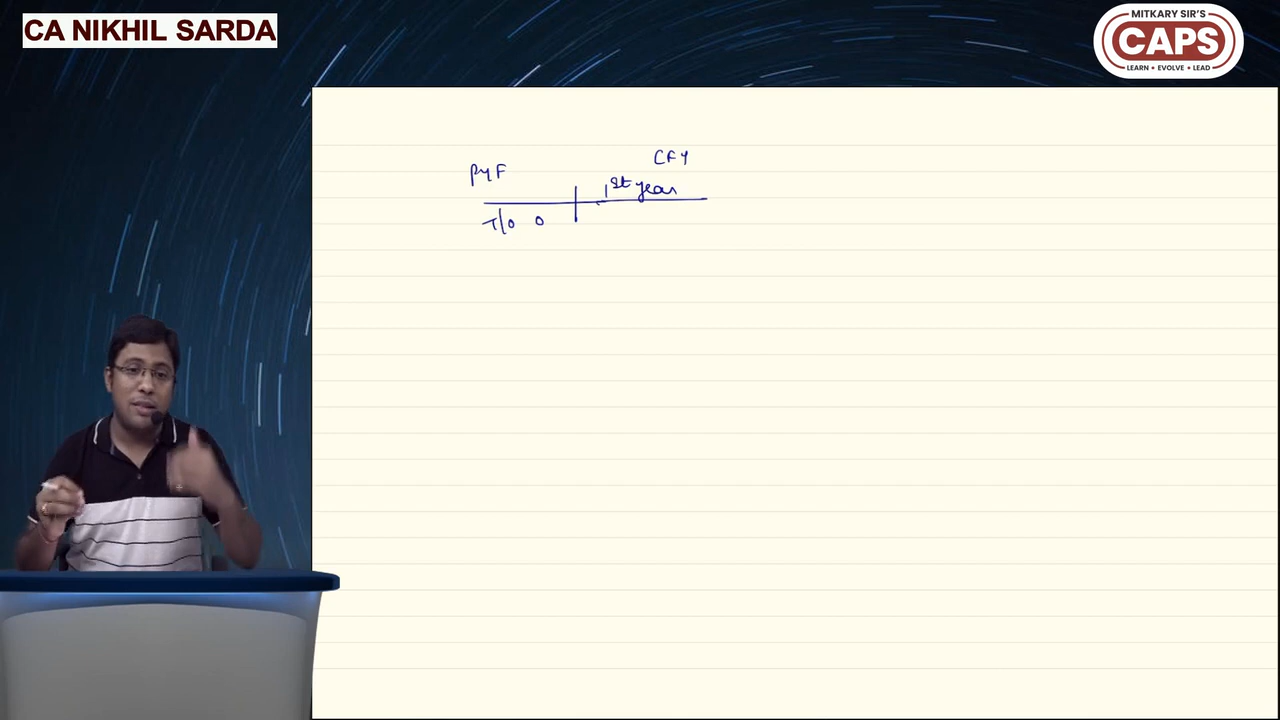 CA NIKHIL SARDA
MITKARY SIR'S
CAPS
LEARN • EVOLVE • LEAD
CFY
PYF
1st year
T/O 0